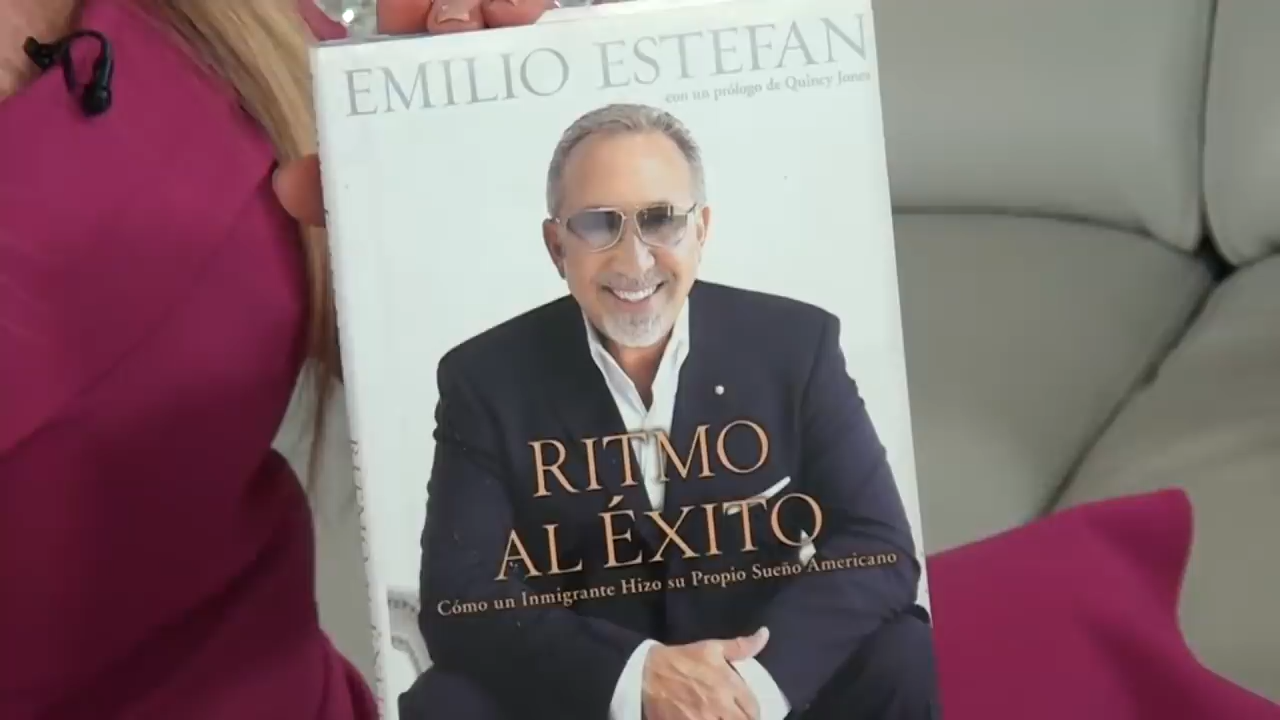 EMILIO ESTEFAN
con un prólogo de Quincy Jones
RITMO
AL ÉXITO
Cómo un Inmigrante Hizo su Propio Sueño Americano